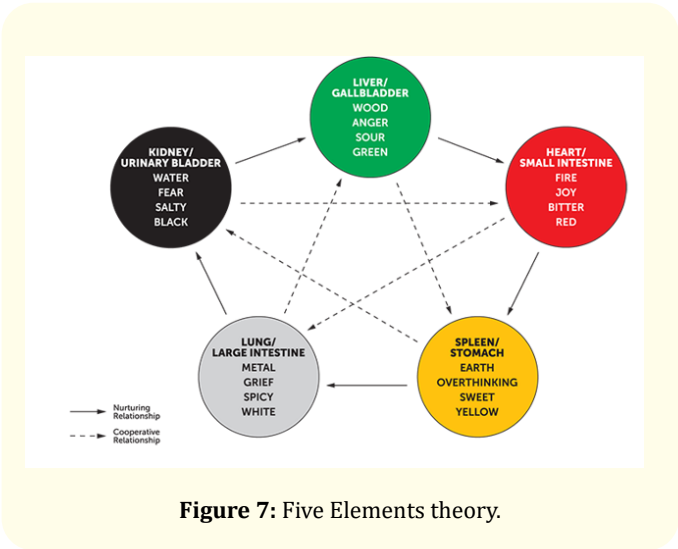 LIVER/
GALLBLADDER
WOOD
ANGER
SOUR
GREEN
KIDNEY/
URINARY BLADDER
WATER
FEAR
SALTY
BLACK
HEART/
SMALL INTESTINE
FIRE
JOY
BITTER
RED
LUNG/
LARGE INTESTINE
METAL
GRIEF
SPICY
WHITE
SPLEEN/
STOMACH
EARTH
OVERTHINKING
SWEET
YELLOW
Nurturing
Relationship
Cooperative
Relationship
Figure 7: Five Elements theory.